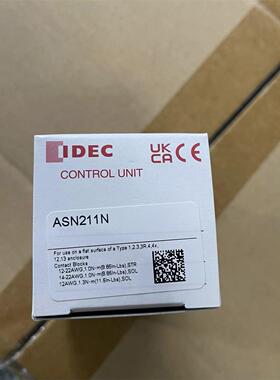 IDEC
UK
CA CE
CONTROL UNIT
ASN211N
For use on a flat surface of a Type 1,2,3,3R,4,4x,
12,13 enclosure
Contact Blocks
12-22AWG,1.0N-m(8.85in-Lbs),STR
14-22AWG,1.0N-m(8.85in-Lbs),SOL
12AWG,1.3N-m(11.5in-Lbs),SOL